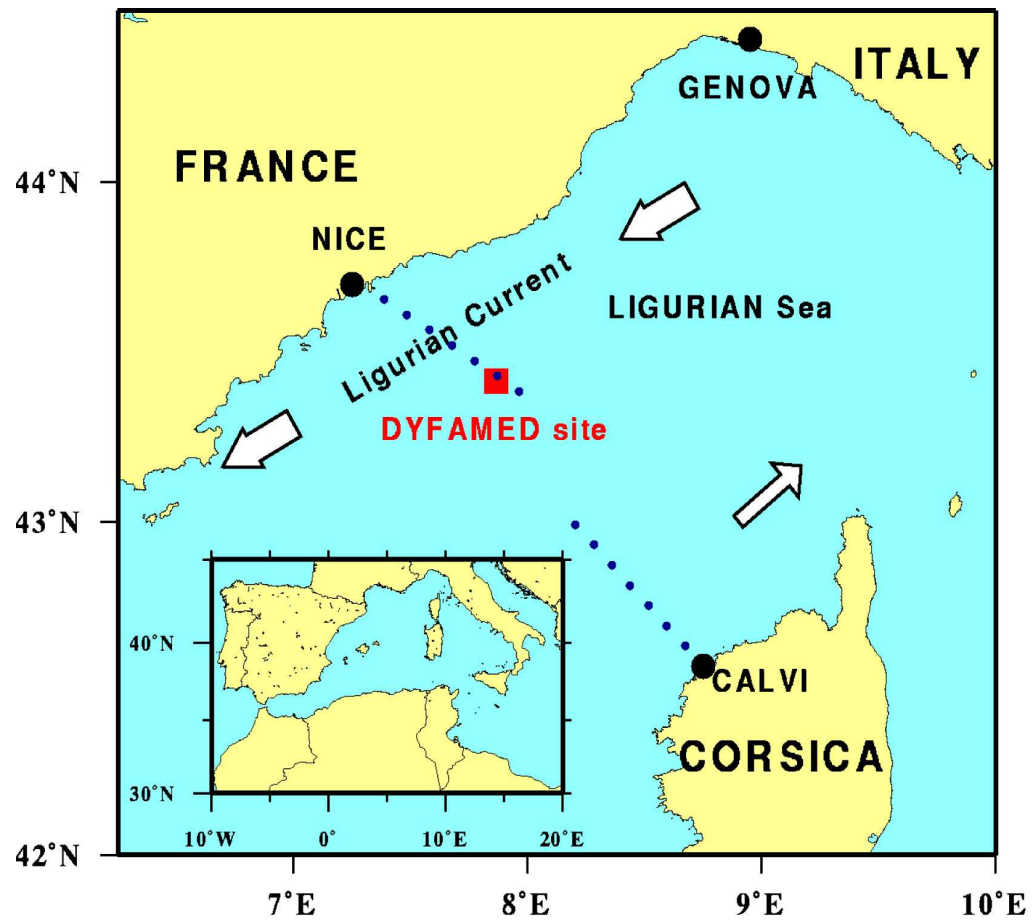 ITALY
GENOVA
FRANCE
44°N
NICE
Ligurian Current
LIGURIAN Sea
DYFAMED site
43°N
40°N
CALVI
CORSICA
30°N
10°W 0° 10°E 20°E
42°N
7°E 8°E 9°E 10°E